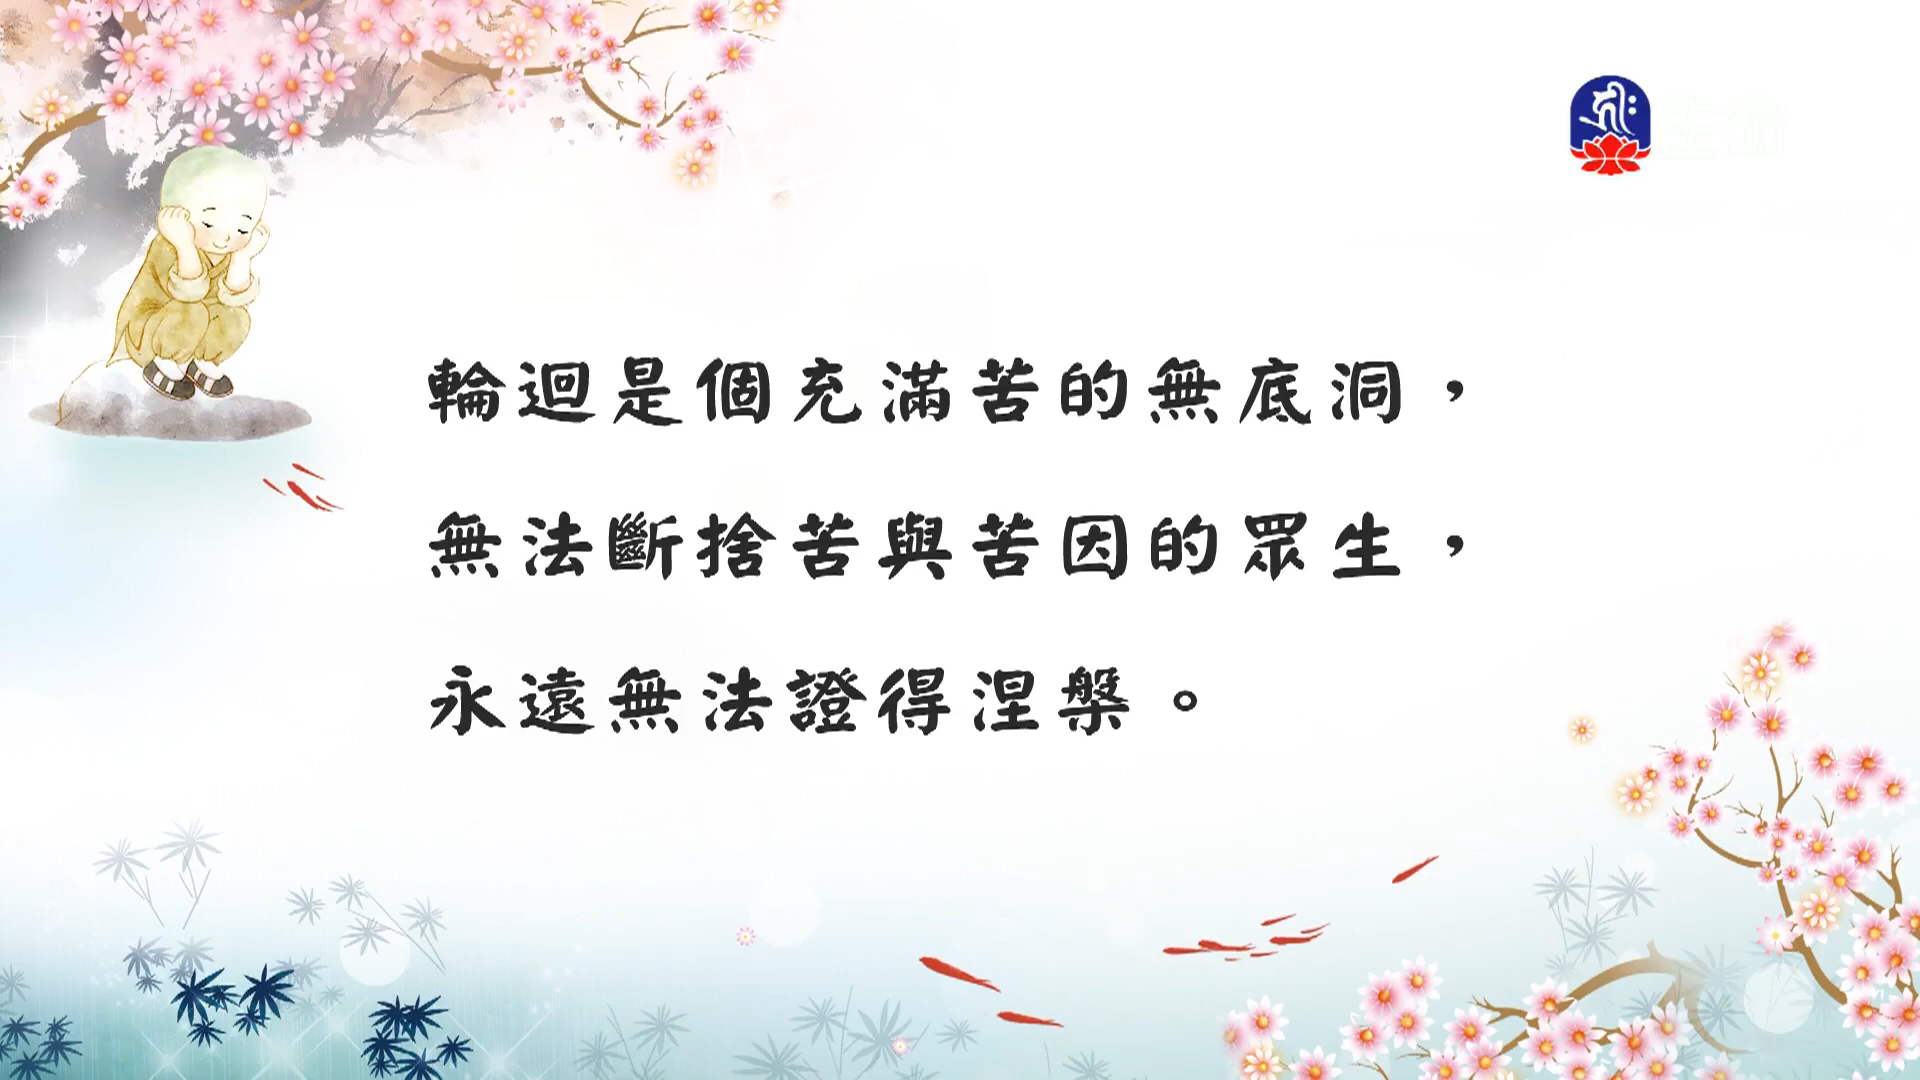 輪迴是個充滿苦的無底洞，
無法斷捨苦與苦因的眾生，
永遠無法證得涅槃。